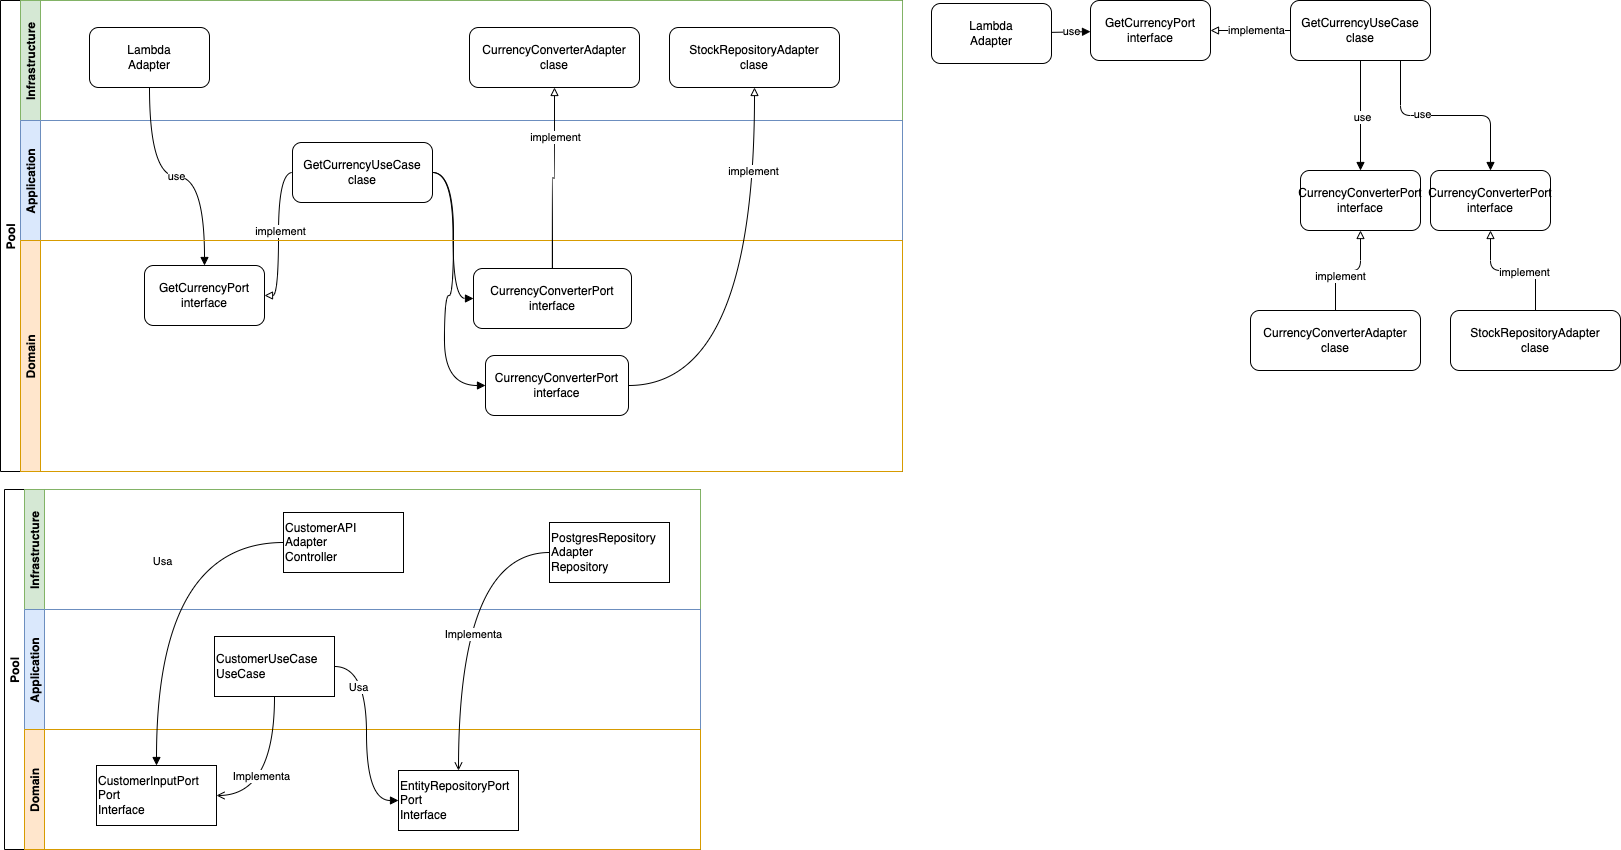 Pool
Infrastructure
Application
Domain
Lambda
Adapter
CurrencyConverterAdapter
clase
StockRepositoryAdapter
clase
implement
implement
GetCurrencyUseCase
clase
use
implement
GetCurrencyPort
interface
CurrencyConverterPort
interface
CurrencyConverterPort
interface
Lambda
Adapter
use
GetCurrencyPort
interface
implementa
GetCurrencyUseCase
clase
use
use
CurrencyConverterPort
interface
CurrencyConverterPort
interface
implement
implement
CurrencyConverterAdapter
clase
StockRepositoryAdapter
clase
Pool
Infrastructure
Application
Domain
CustomerAPI
Adapter
Controller
PostgresRepository
Adapter
Repository
Usa
Implementa
CustomerUseCase
UseCase
Usa
Implementa
CustomerInputPort
Port
Interface
EntityRepositoryPort
Port
Interface